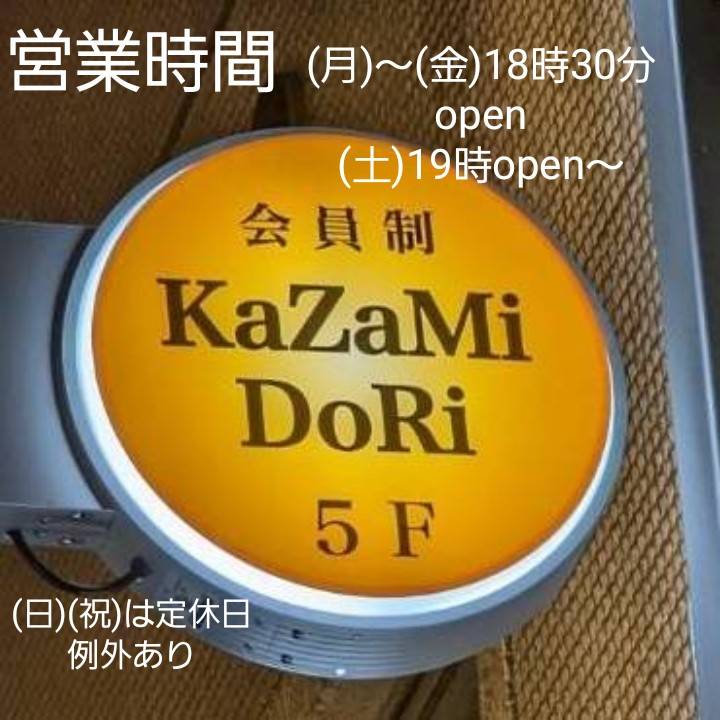 営業時間 (月)～(金)18時30分
open
(土)19時open～
会員制
KaZaMi
DoRi
5F
(日)(祝)は定休日
例外あり